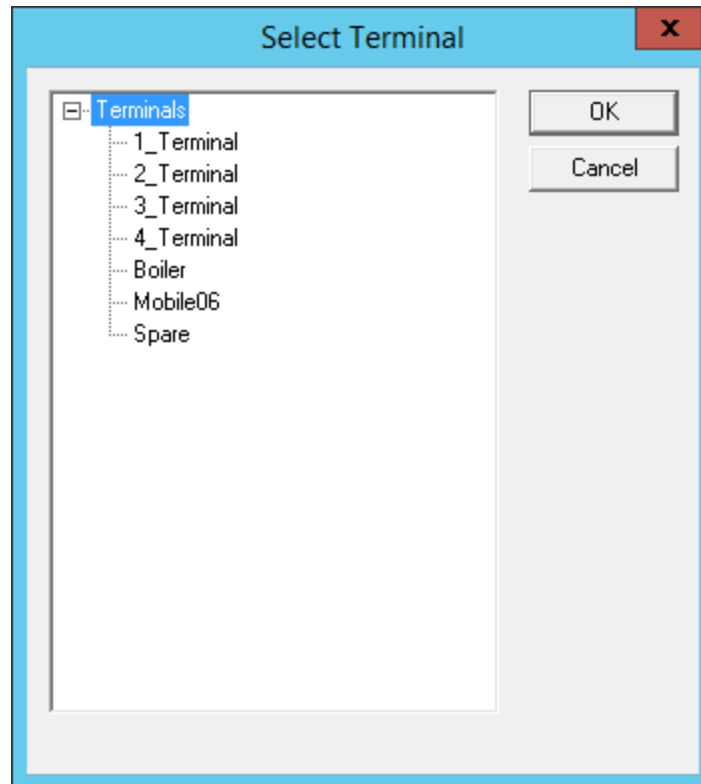 Select Terminal
x
Terminals
1_Terminal
2_Terminal
3_Terminal
4_Terminal
Boiler
Mobile06
Spare
OK
Cancel